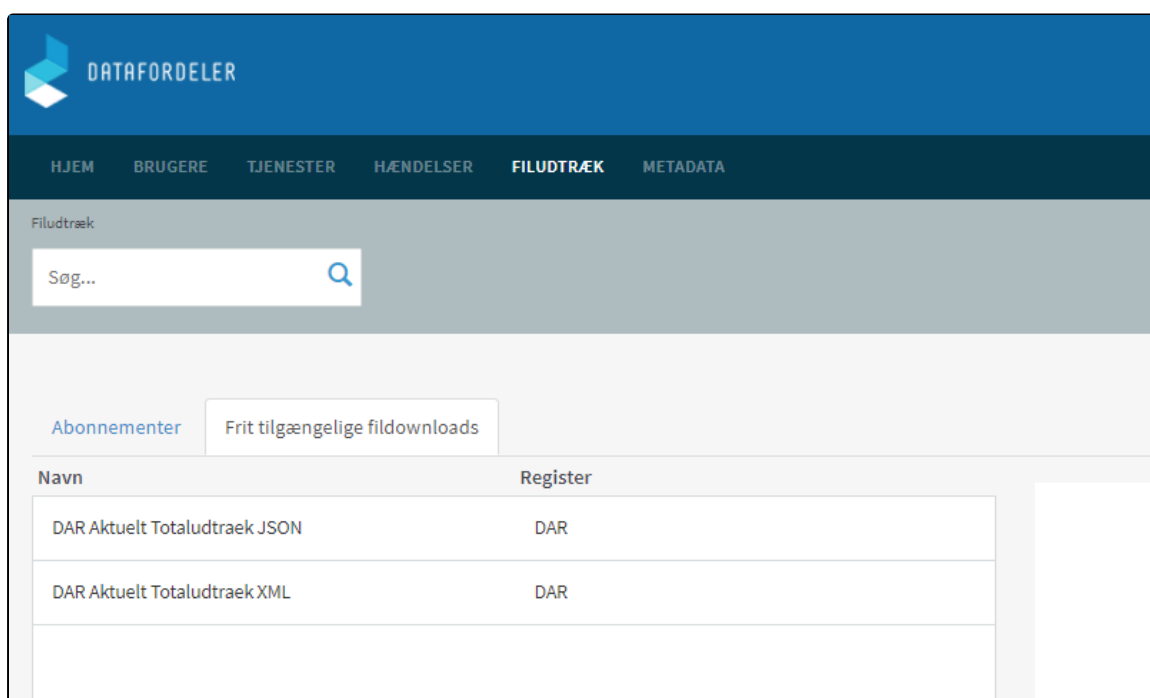 DATAFORDELER
HJEM BRUGERE TJENESTER HÆNDELSER FILUDTRÆK METADATA
Filudtræk
Søg...
Abonnementer Frit tilgængelige fildownloads
Navn Register
DAR Aktuelt Totaludtraek JSON DAR
DAR Aktuelt Totaludtraek XML DAR